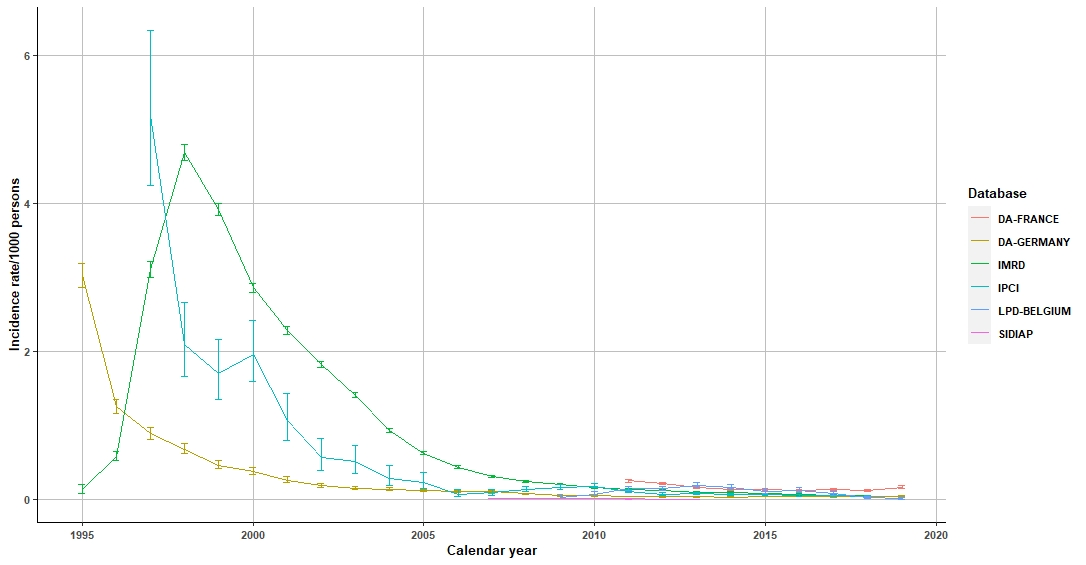 6
4
2
0
Incidence rate/1000 persons
1995
2000
2005
2010
2015
2020
Calendar year
Database
DA-FRANCE
DA-GERMANY
IMRD
IPCI
LPD-BELGIUM
SIDIAP